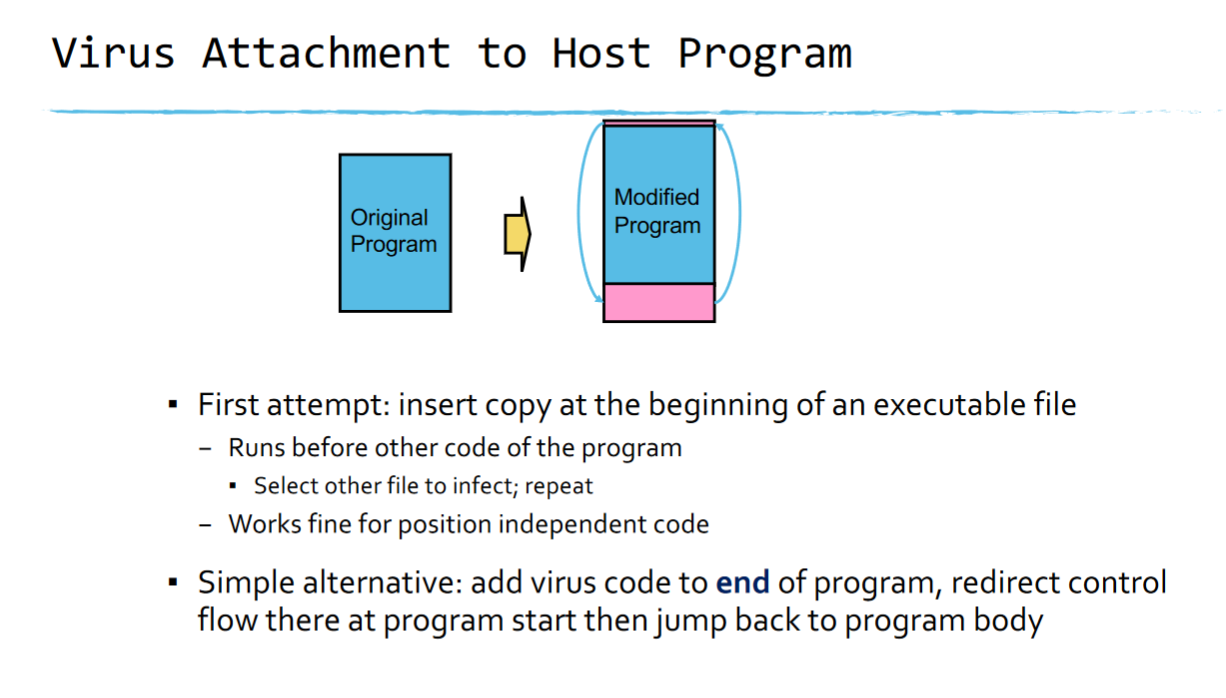 Virus Attachment to Host Program
Original
Program
Modified
Program
▪ First attempt: insert copy at the beginning of an executable file
– Runs before other code of the program
▪ Select other file to infect; repeat
– Works fine for position independent code
▪ Simple alternative: add virus code to end of program, redirect control
flow there at program start then jump back to program body